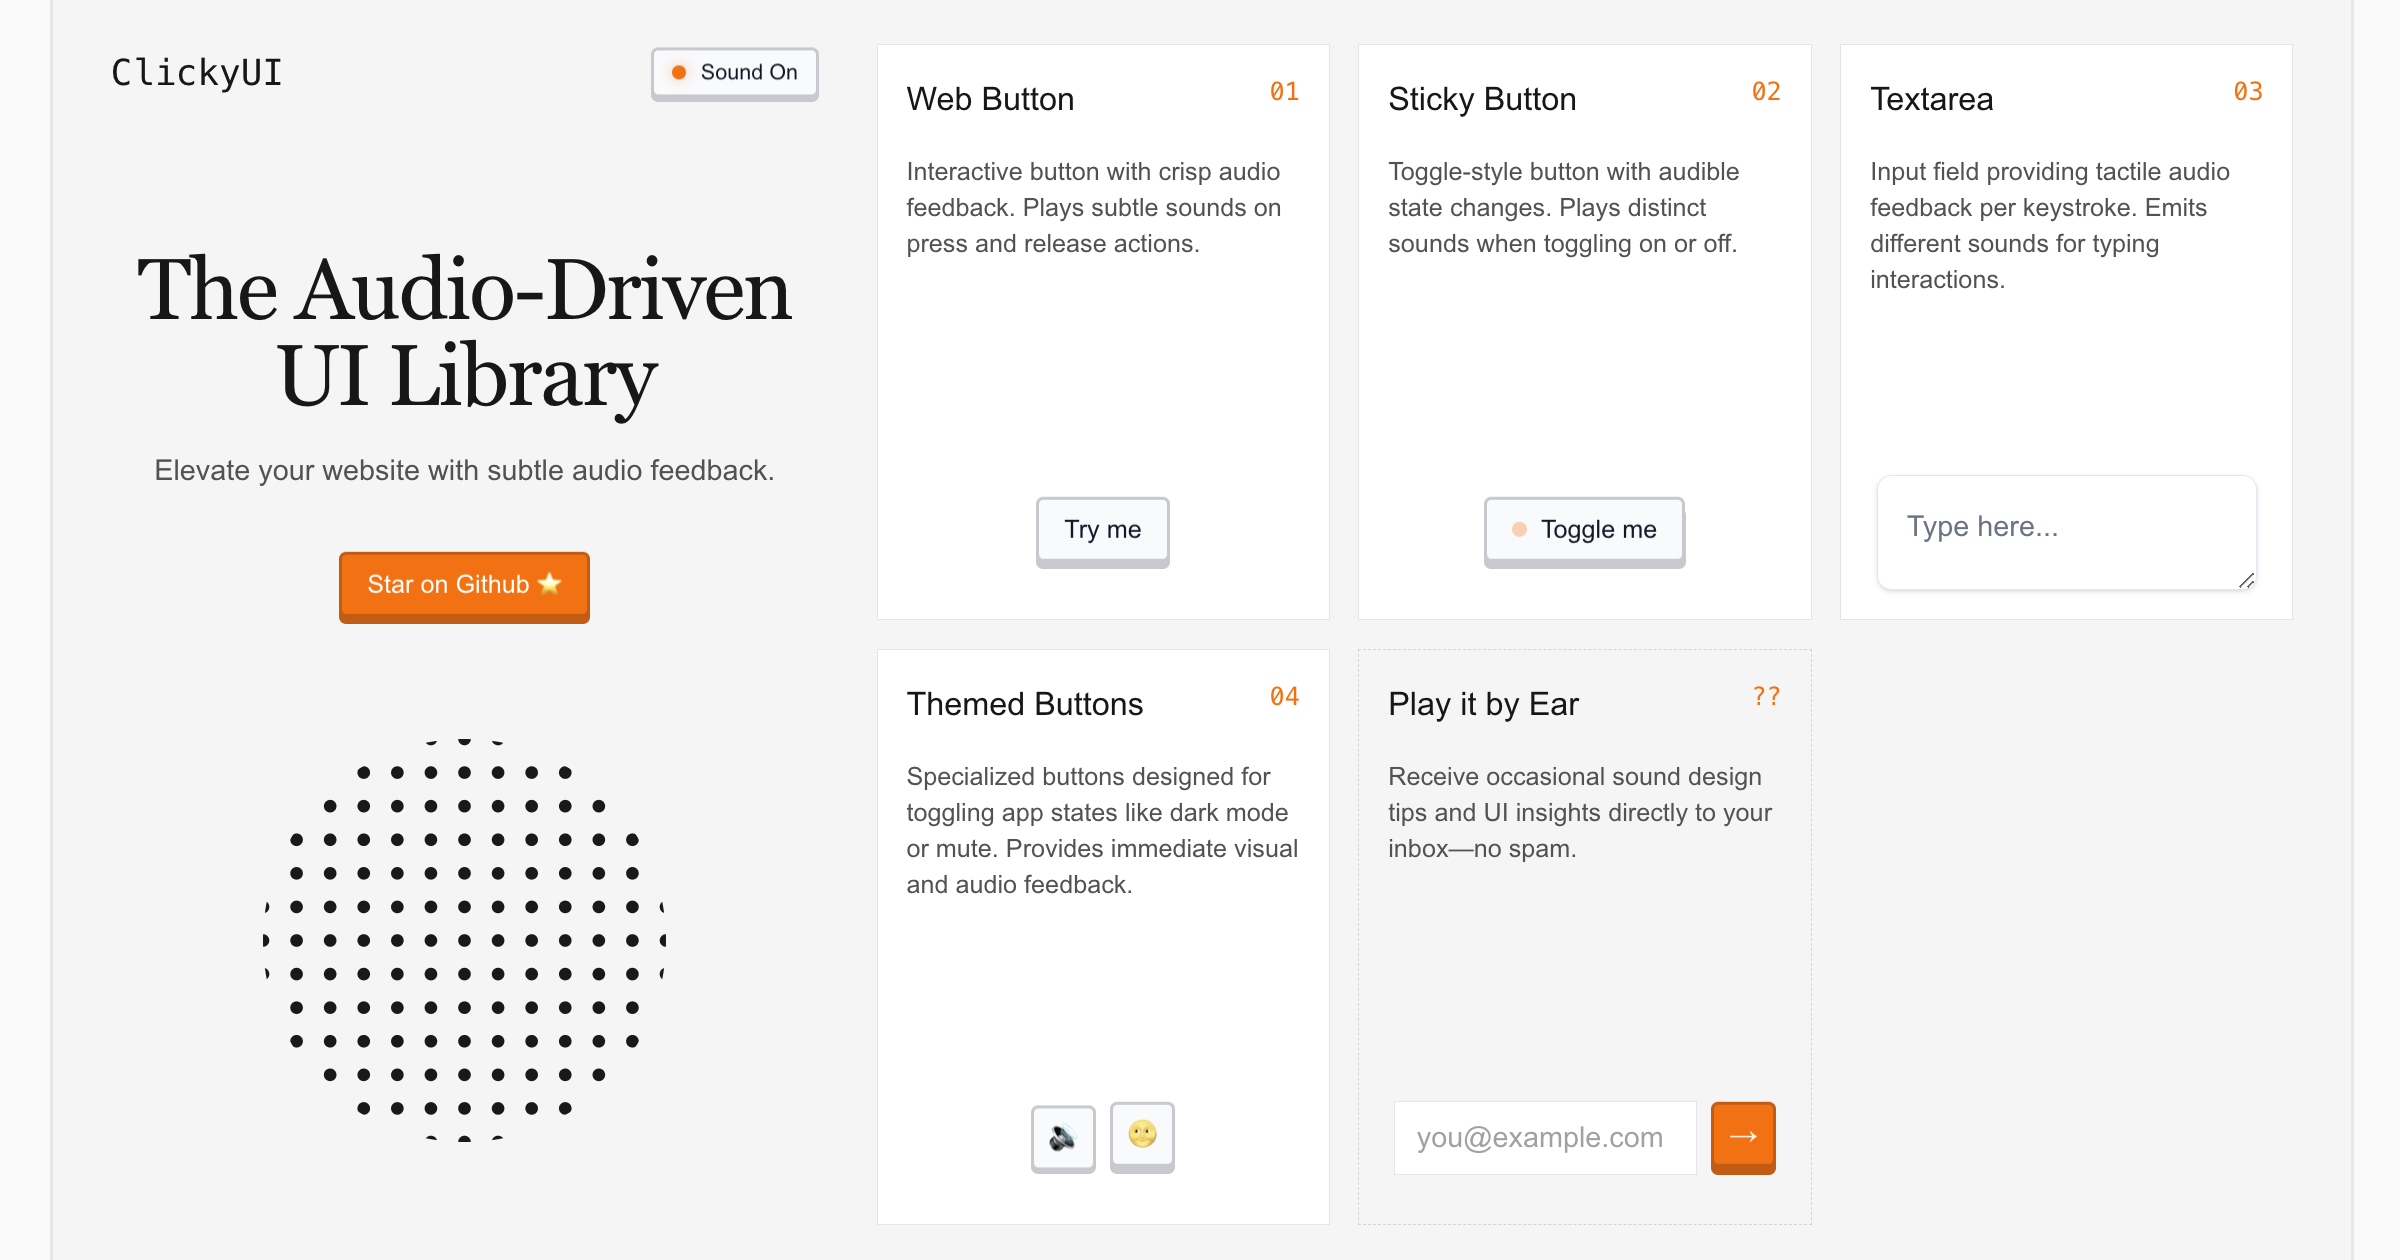 ClickyUI
Sound On
The Audio-Driven
UI Library
Elevate your website with subtle audio feedback.
Star on Github ⭐
Web Button
01
Interactive button with crisp audio
feedback. Plays subtle sounds on
press and release actions.
Try me
Sticky Button
02
Toggle-style button with audible
state changes. Plays distinct
sounds when toggling on or off.
Toggle me
Textarea
03
Input field providing tactile audio
feedback per keystroke. Emits
different sounds for typing
interactions.
Type here...
Themed Buttons
04
Specialized buttons designed for
toggling app states like dark mode
or mute. Provides immediate visual
and audio feedback.
Play it by Ear
??
Receive occasional sound design
tips and UI insights directly to your
inbox—no spam.
you@example.com
→